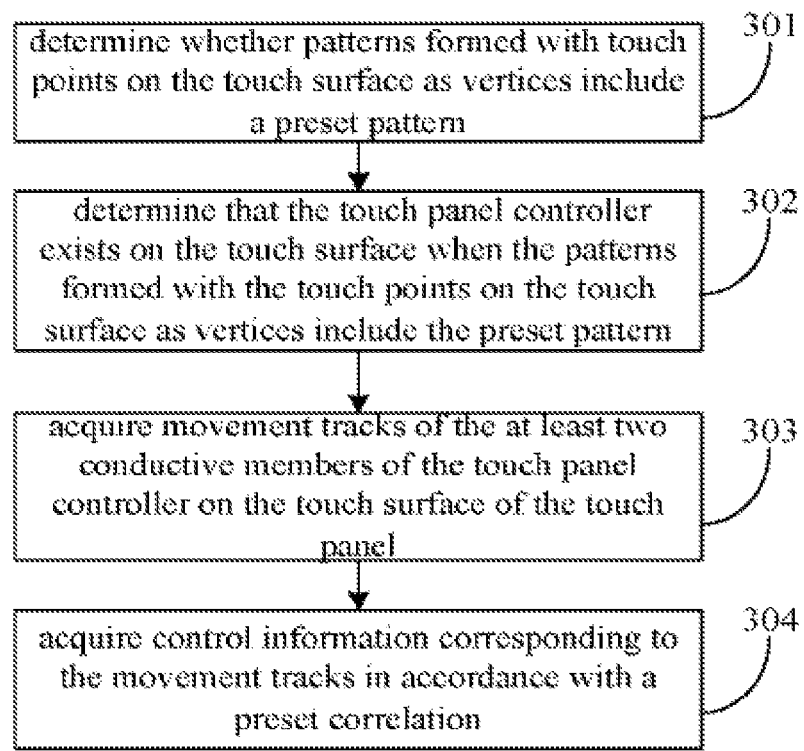 determine whether patterns formed with touch
points on the touch surface as vertices include
a preset pattern
301
determine that the touch panel controller
exists on the touch surface when the patterns
formed with the touch points on the touch
surface as vertices include the preset pattern
302
acquire movement tracks of the at least two
conductive members of the touch panel
controller on the touch surface of the touch
panel
303
acquire control information corresponding to
the movement tracks in accordance with a
preset correlation
304